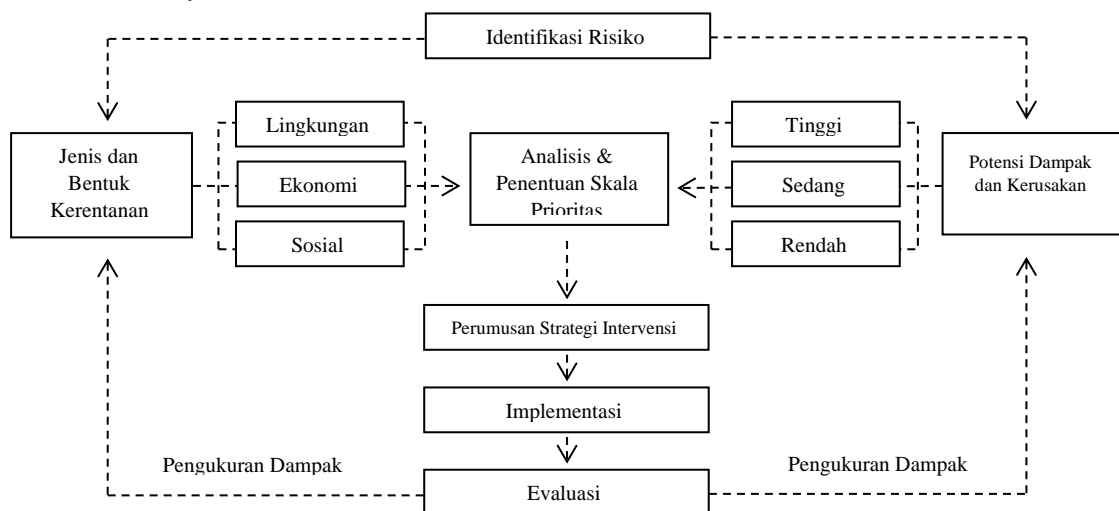 Identifikasi Risiko
Jenis dan
Bentuk
Kerentanan
Lingkungan
Ekonomi
Sosial
Analisis &
Penentuan Skala
Prioritas
Tinggi
Sedang
Rendah
Potensi Dampak
dan Kerusakan
Perumusan Strategi Intervensi
Implementasi
Pengukuran Dampak
Evaluasi
Pengukuran Dampak